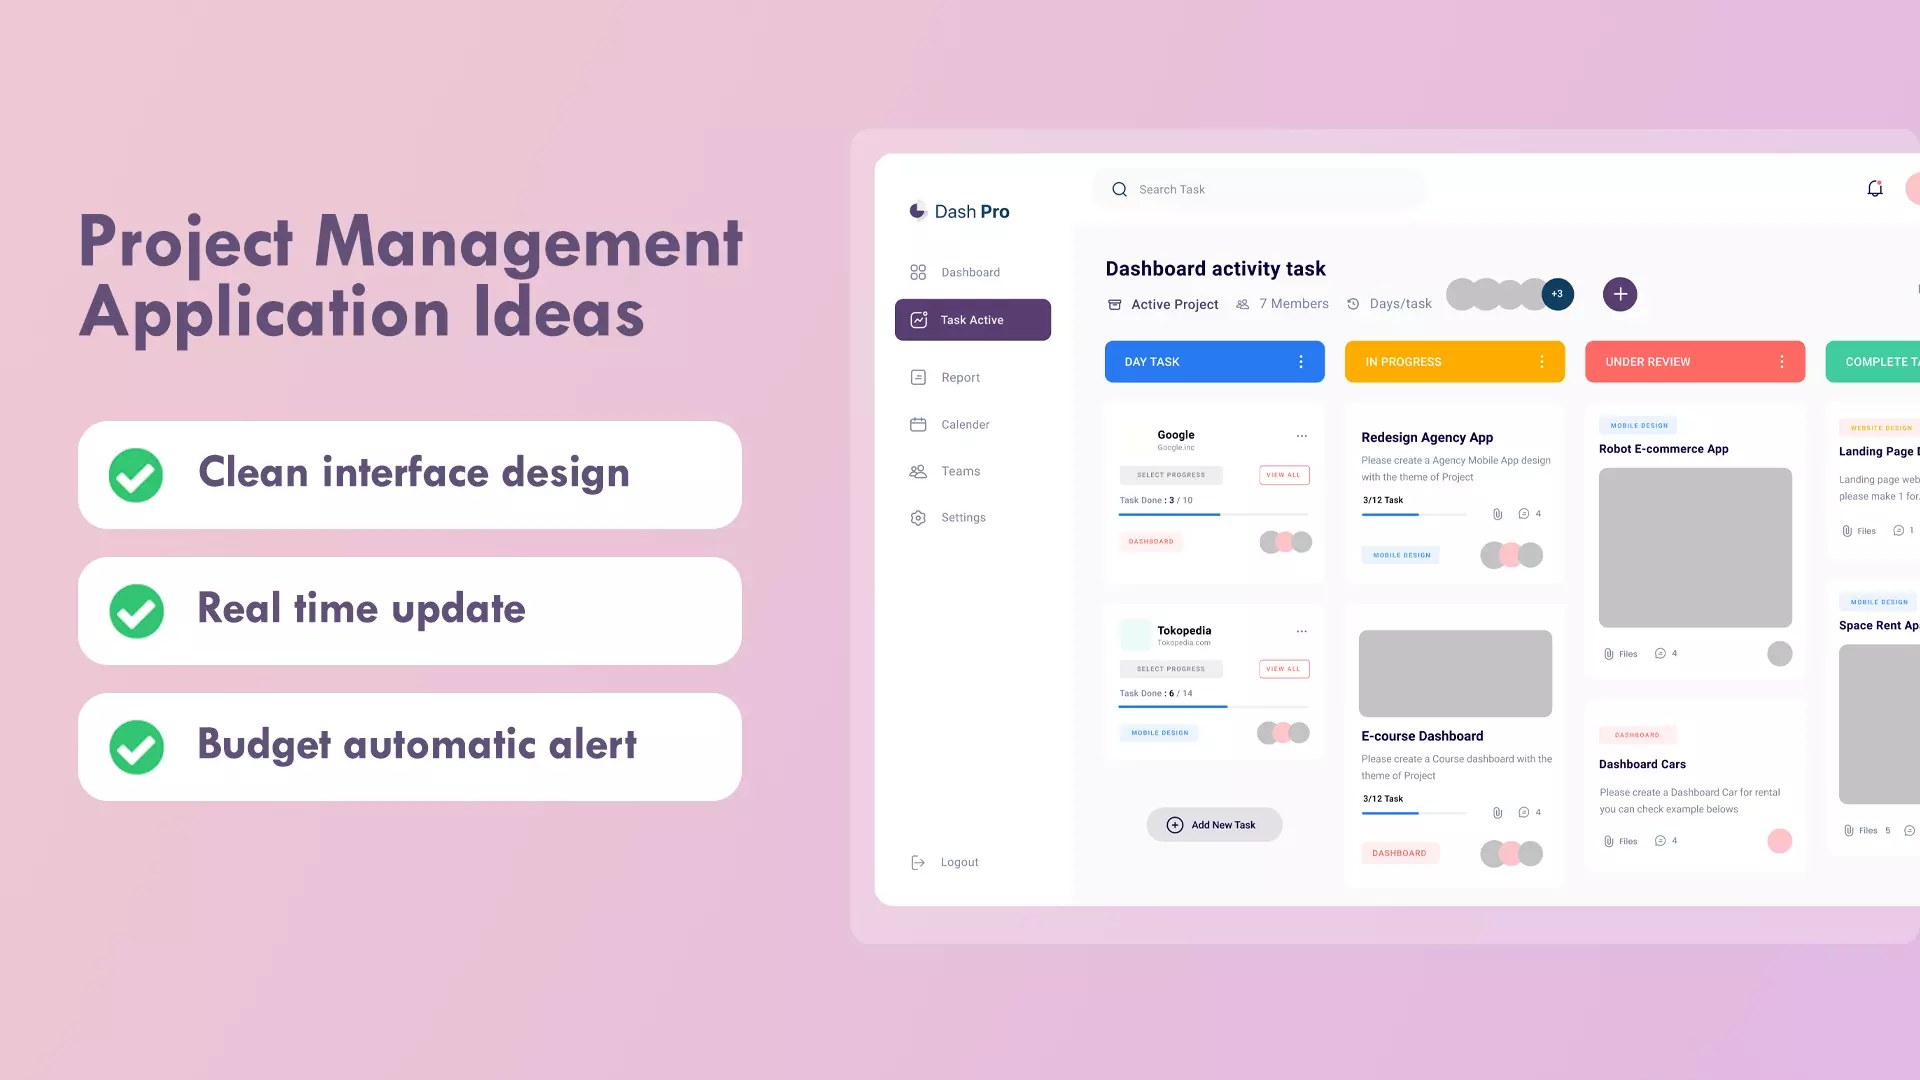 Project Management
Application Ideas
Clean interface design
Real time update
Budget automatic alert
Dash Pro
Dashboard
Task Active
Report
Calender
Teams
Settings
Logout
Search Task
Dashboard activity task
Active Project
7 Members
Days/task
+3
DAY TASK
Google
Google.inc
SELECT PROGRESS
VIEW ALL
Task Done : 3 / 10
DASHBOARD
Tokopedia
Tokopedia.com
SELECT PROGRESS
VIEW ALL
Task Done : 6 / 14
MOBILE DESIGN
Add New Task
IN PROGRESS
Redesign Agency App
Please create a Agency Mobile App design
with the theme of Project
3/12 Task
4
MOBILE DESIGN
E-course Dashboard
Please create a Course dashboard with the
theme of Project
3/12 Task
4
DASHBOARD
UNDER REVIEW
MOBILE DESIGN
Robot E-commerce App
Files
4
DASHBOARD
Dashboard Cars
Please create a Dashboard Car for rental
you can check example belows
Files
4
COMPLETE
WEBSITE DESIGN
Landing Page
Landing page web
please make 1 for
Files
1
MOBILE DESIGN
Space Rent
Files 5